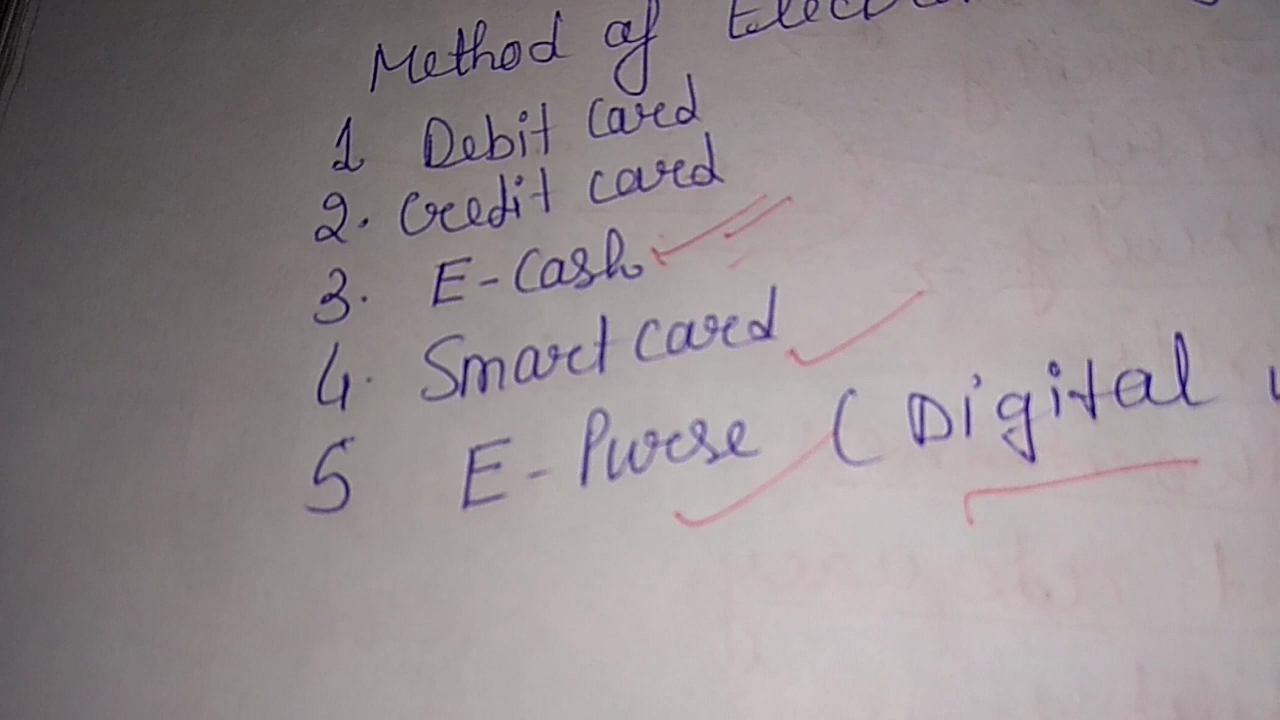 Method of
1 Debit Card
2. Credit card
3. E-Cash
4. Smart card
5 E-Purse (Digital